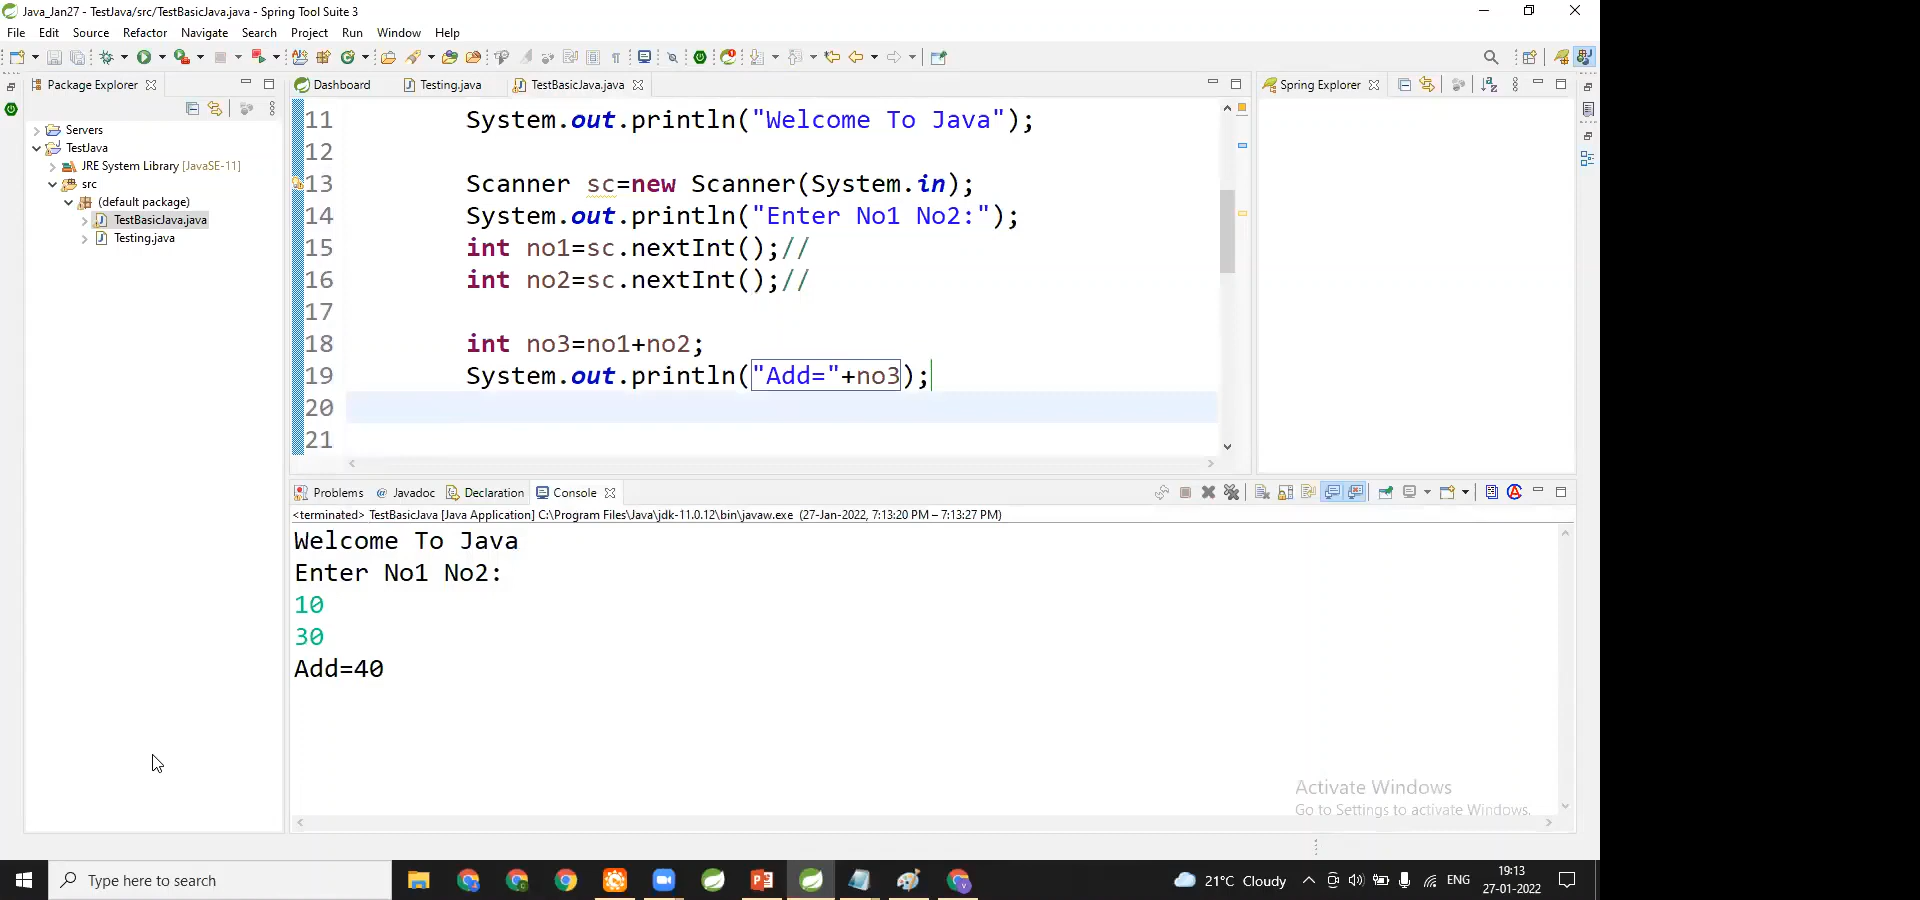 Java_Jan27 - TestJava/src/TestBasicJava.java - Spring Tool Suite 3
File Edit Source Refactor Navigate Search Project Run Window Help
Package Explorer
Servers
TestJava
JRE System Library [JavaSE-11]
src
(default package)
TestBasicJava.java
Testing.java
Dashboard Testing.java TestBasicJava.java
11 System.out.println("Welcome To Java");
12
13 Scanner sc=new Scanner(System.in);
14 System.out.println("Enter No1 No2:");
15 int no1=sc.nextInt();//
16 int no2=sc.nextInt();//
17
18 int no3=no1+no2;
19 System.out.println("Add="+no3);
20
21
Spring Explorer
Problems @ Javadoc Declaration Console
<terminated> TestBasicJava [Java Application] C:\Program Files\Java\jdk-11.0.12\bin\javaw.exe (27-Jan-2022, 7:13:20 PM – 7:13:27 PM)
Welcome To Java
Enter No1 No2:
10
30
Add=40
Activate Windows
Go to Settings to activate Windows.
Type here to search
21°C Cloudy
ENG
19:13
27-01-2022